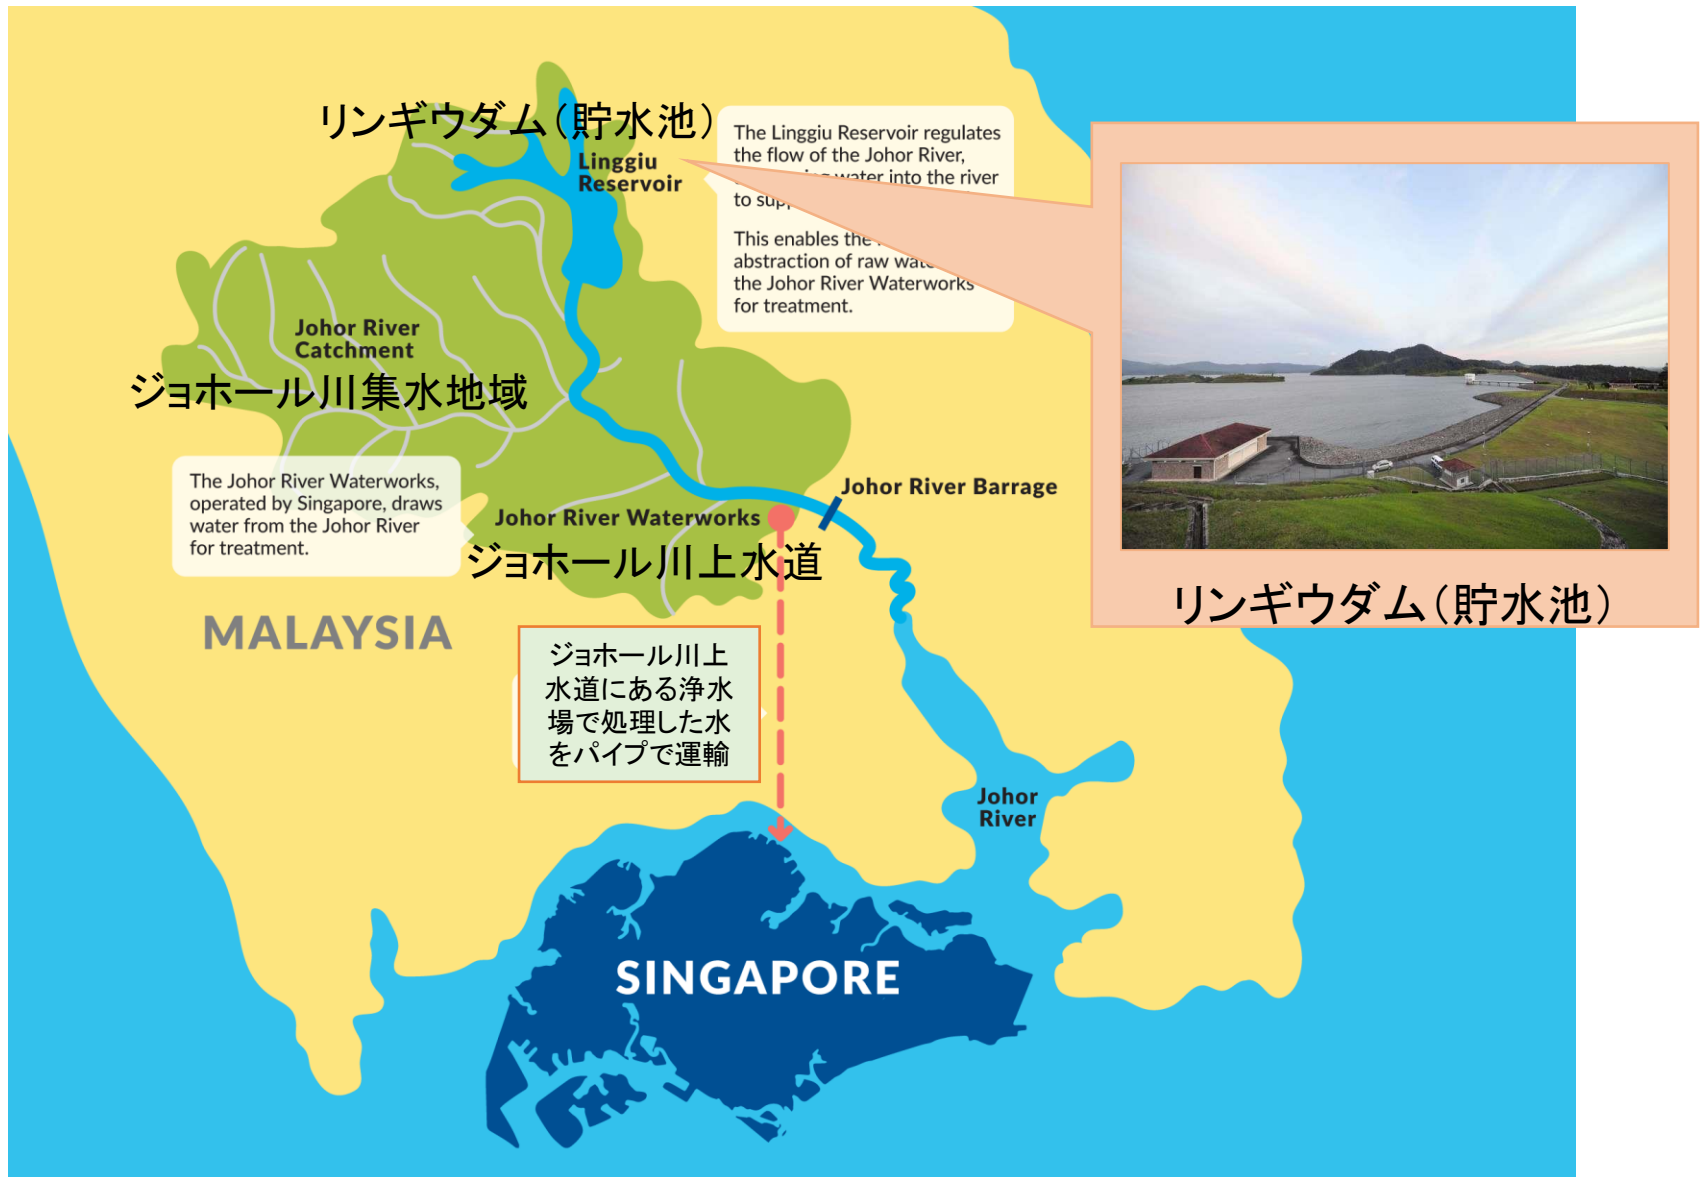 リンギウダム（貯水池）
Linggiu
Reservoir
The Linggiu Reservoir regulates
the flow of the Johor River,
water into the river
to
This enables the
abstraction of raw
the Johor River Waterworks
for treatment.
リンギウダム（貯水池）
Johor River
Catchment
ジョホール川集水地域
The Johor River Waterworks,
operated by Singapore, draws
water from the Johor River
for treatment.
Johor River Barrage
Johor River Waterworks
ジョホール川上水道
MALAYSIA
ジョホール川上
水道にある浄水
場で処理した水
をパイプで運輸
Johor
River
SINGAPORE